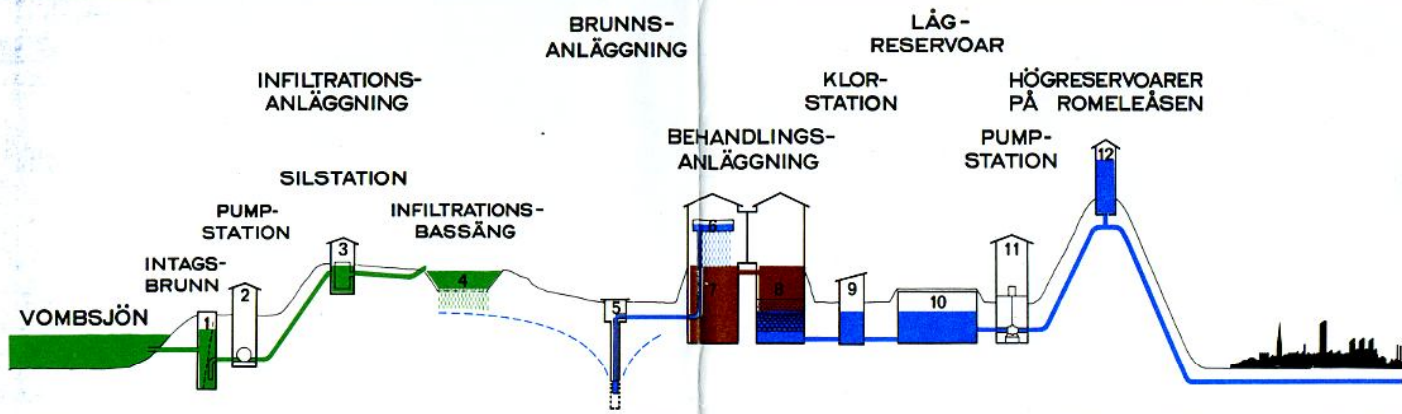 BRUNNS-
ANLÄGGNING
LÅG-
RESERVOAR
INFILTRATIONS-
ANLÄGGNING
KLOR-
STATION
HÖGRESERVOARER
PÅ ROMELEÅSEN
BEHANDLINGS-
ANLÄGGNING
PUMP-
STATION
SILSTATION
PUMP-
STATION
INFILTRATIONS-
BASSÄNG
INTAGS-
BRUNN
VOMBSJÖN
1
2
3
4
5
6
7
8
9
10
11
12